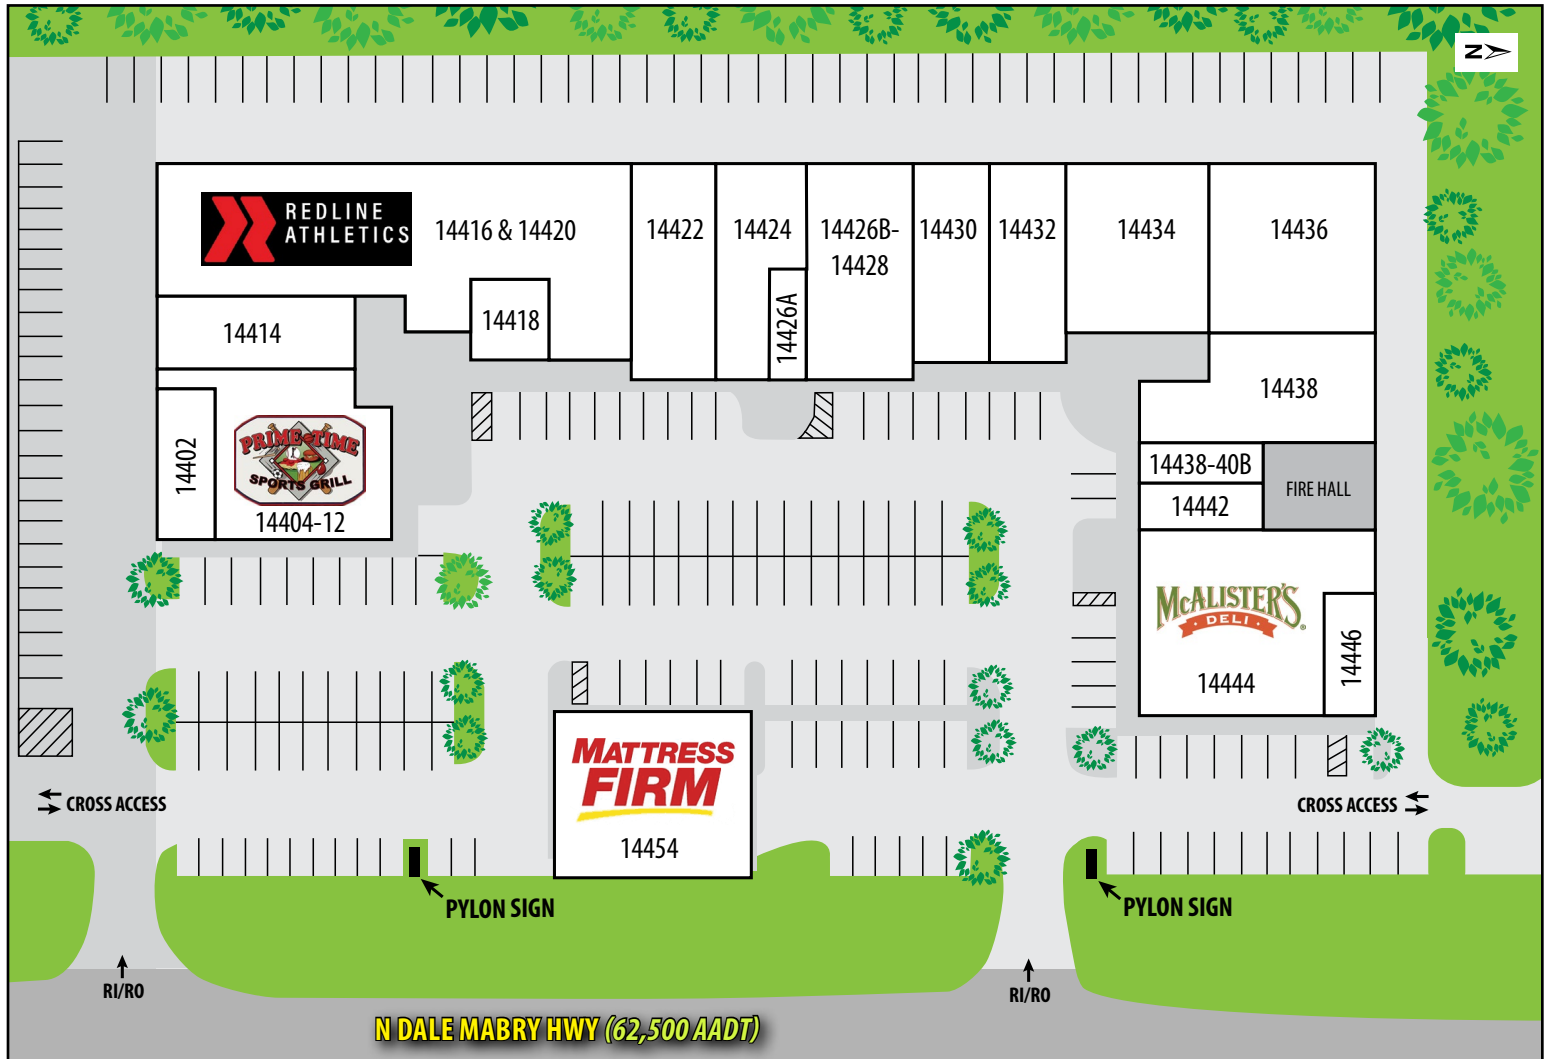 N
REDLINE
ATHLETICS
14416 & 14420
14422
14424
14426B-
14428
14430
14432
14434
14436
14418
14426A
14414
14402
PRIME TIME
SPORTS GRILL
14404-12
14438
14438-40B
FIRE HALL
14442
McALISTER'S
DELI
14444
14446
MATTRESS
FIRM
14454
CROSS ACCESS
CROSS ACCESS
PYLON SIGN
PYLON SIGN
RI/RO
RI/RO
N DALE MABRY HWY (62,500 AADT)